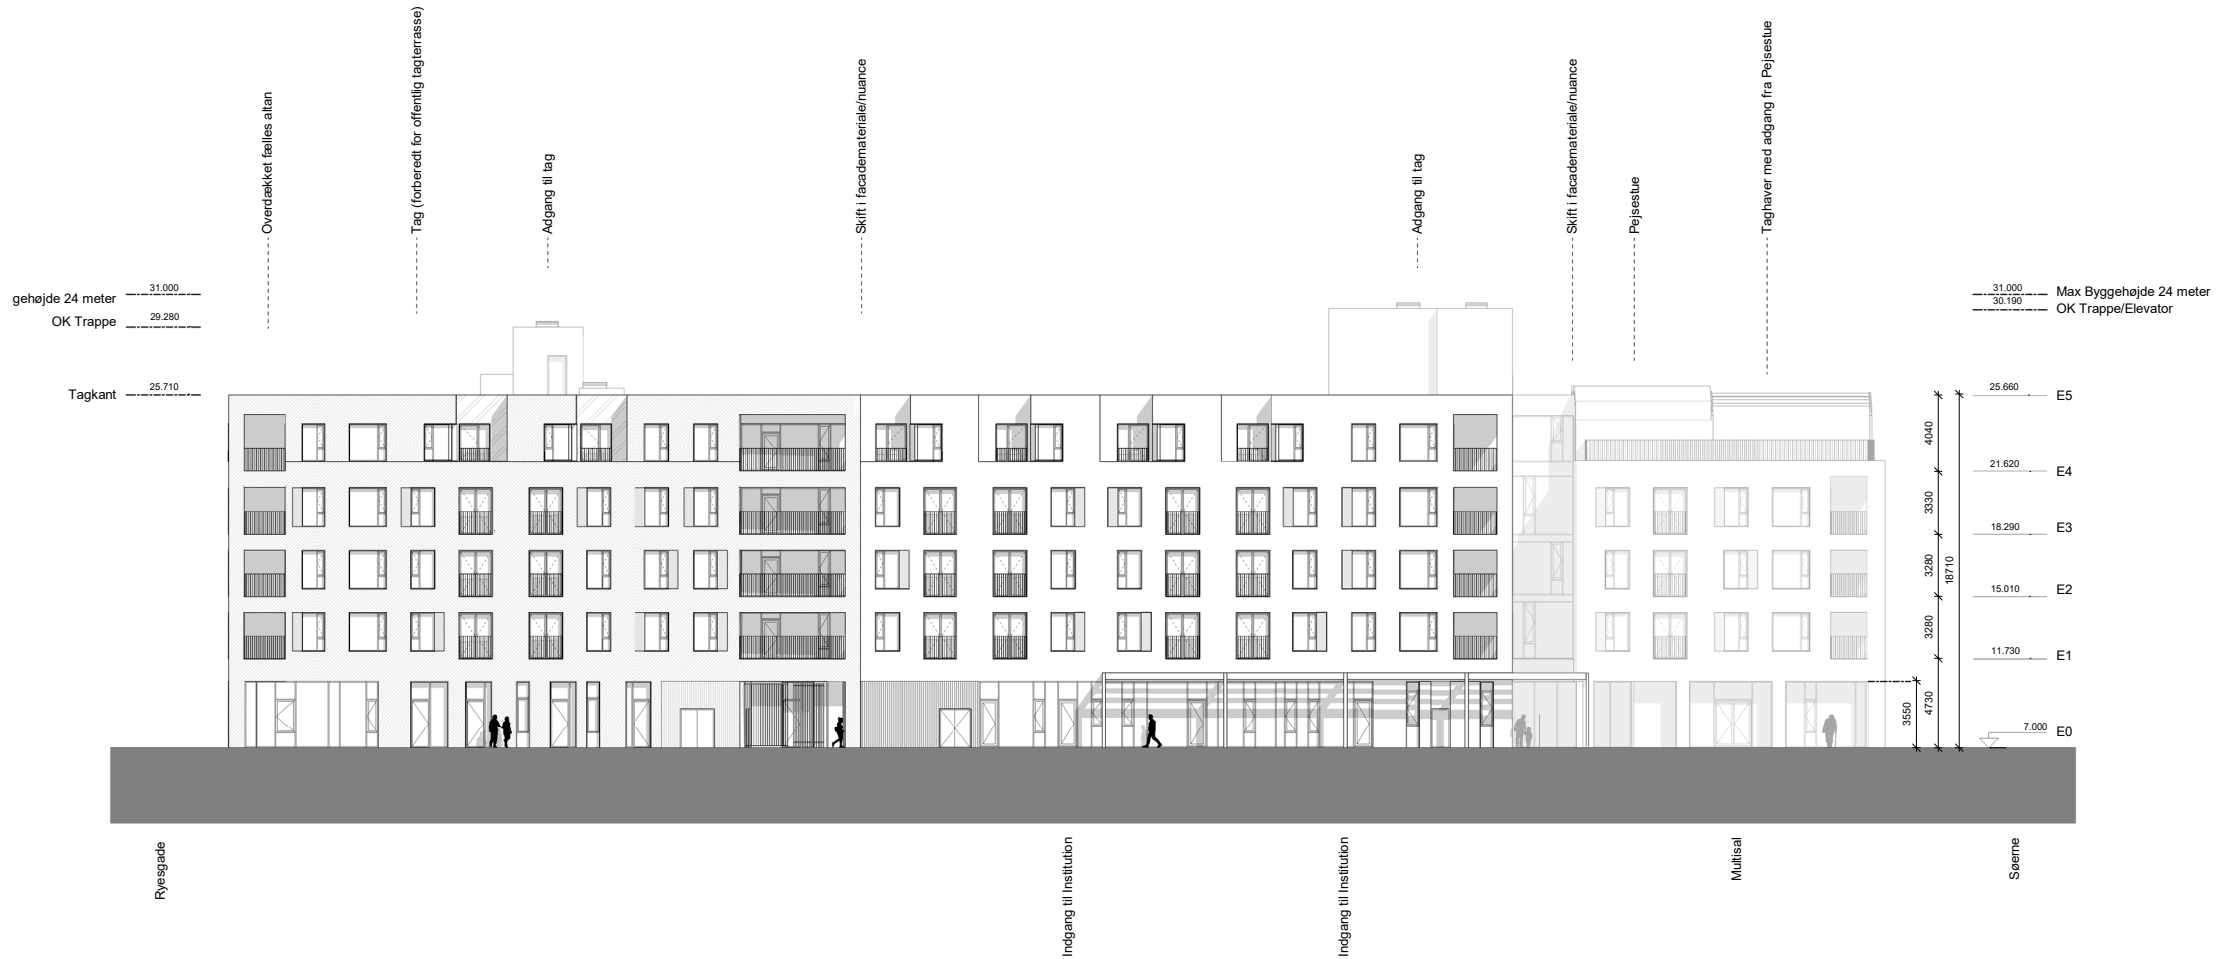 Overdækket fælles altan
Tag (forberedt for offentlig tagterrasse)
Adgang til tag
Skift i facademateriale/nuance
Adgang til tag
Skift i facademateriale/nuance
Pejsestue
Taghaver med adgang fra Pejsestue
gehøjde 24 meter 31.000
OK Trappe 29.280
Tagkant 25.710
31.000 Max Byggehøjde 24 meter
30.190 OK Trappe/Elevator
25.660 E5
4040
21.620 E4
3330
18.290 E3
3280
18710
15.010 E2
3280
11.730 E1
3550
4730
7.000 E0
Ryesgade
Indgang til Institution
Indgang til Institution
Multisal
Søerne